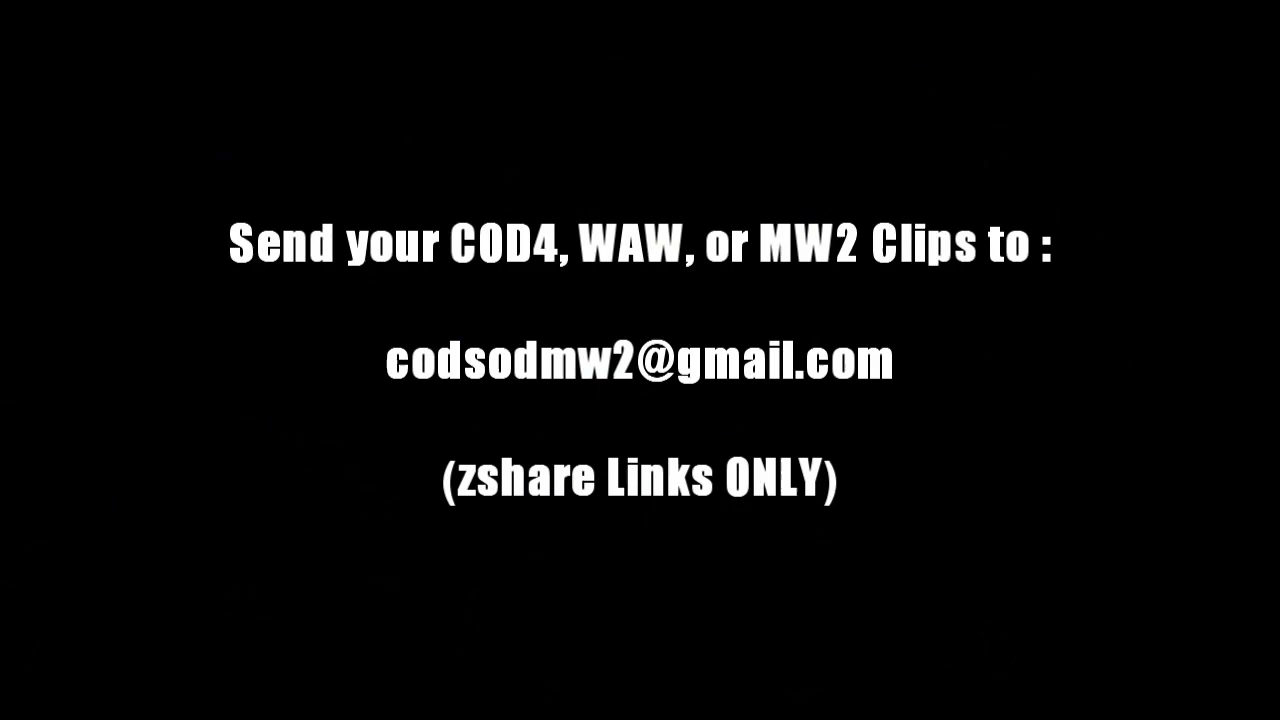 Send your COD4, WAW, or MW2 Clips to :
codsodmw2@gmail.com
(zshare Links ONLY)